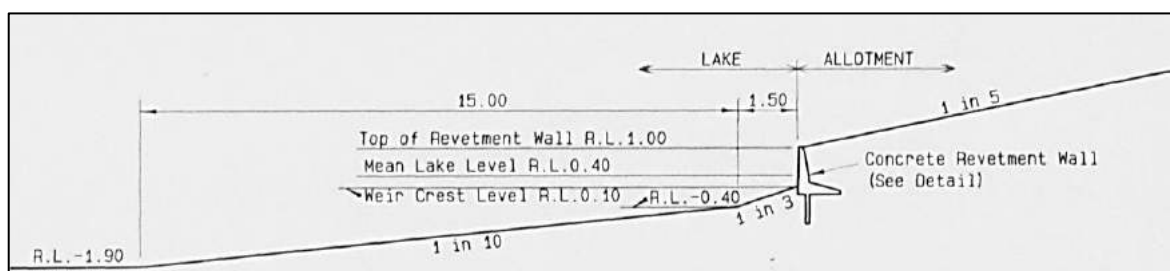 LAKE ALLOTMENT
15.00 1.50
1 in 5
Top of Revetment Wall R.L.1.00
Mean Lake Level R.L.0.40
Concrete Revetment Wall
(See Detail)
Weir Crest Level R.L.0.10 R.L.-0.40
1 in 3
1 in 10
R.L.-1.90